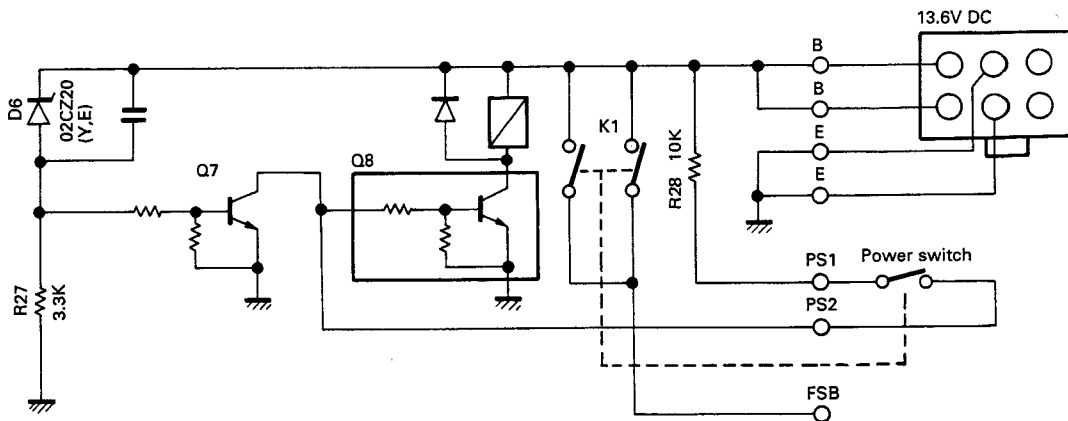 13.6V DC
B
B
E
E
D6
02CZ20
(Y,E)
Q7
Q8
K1
R28 10K
R27
3.3K
PS1
Power switch
PS2
FSB